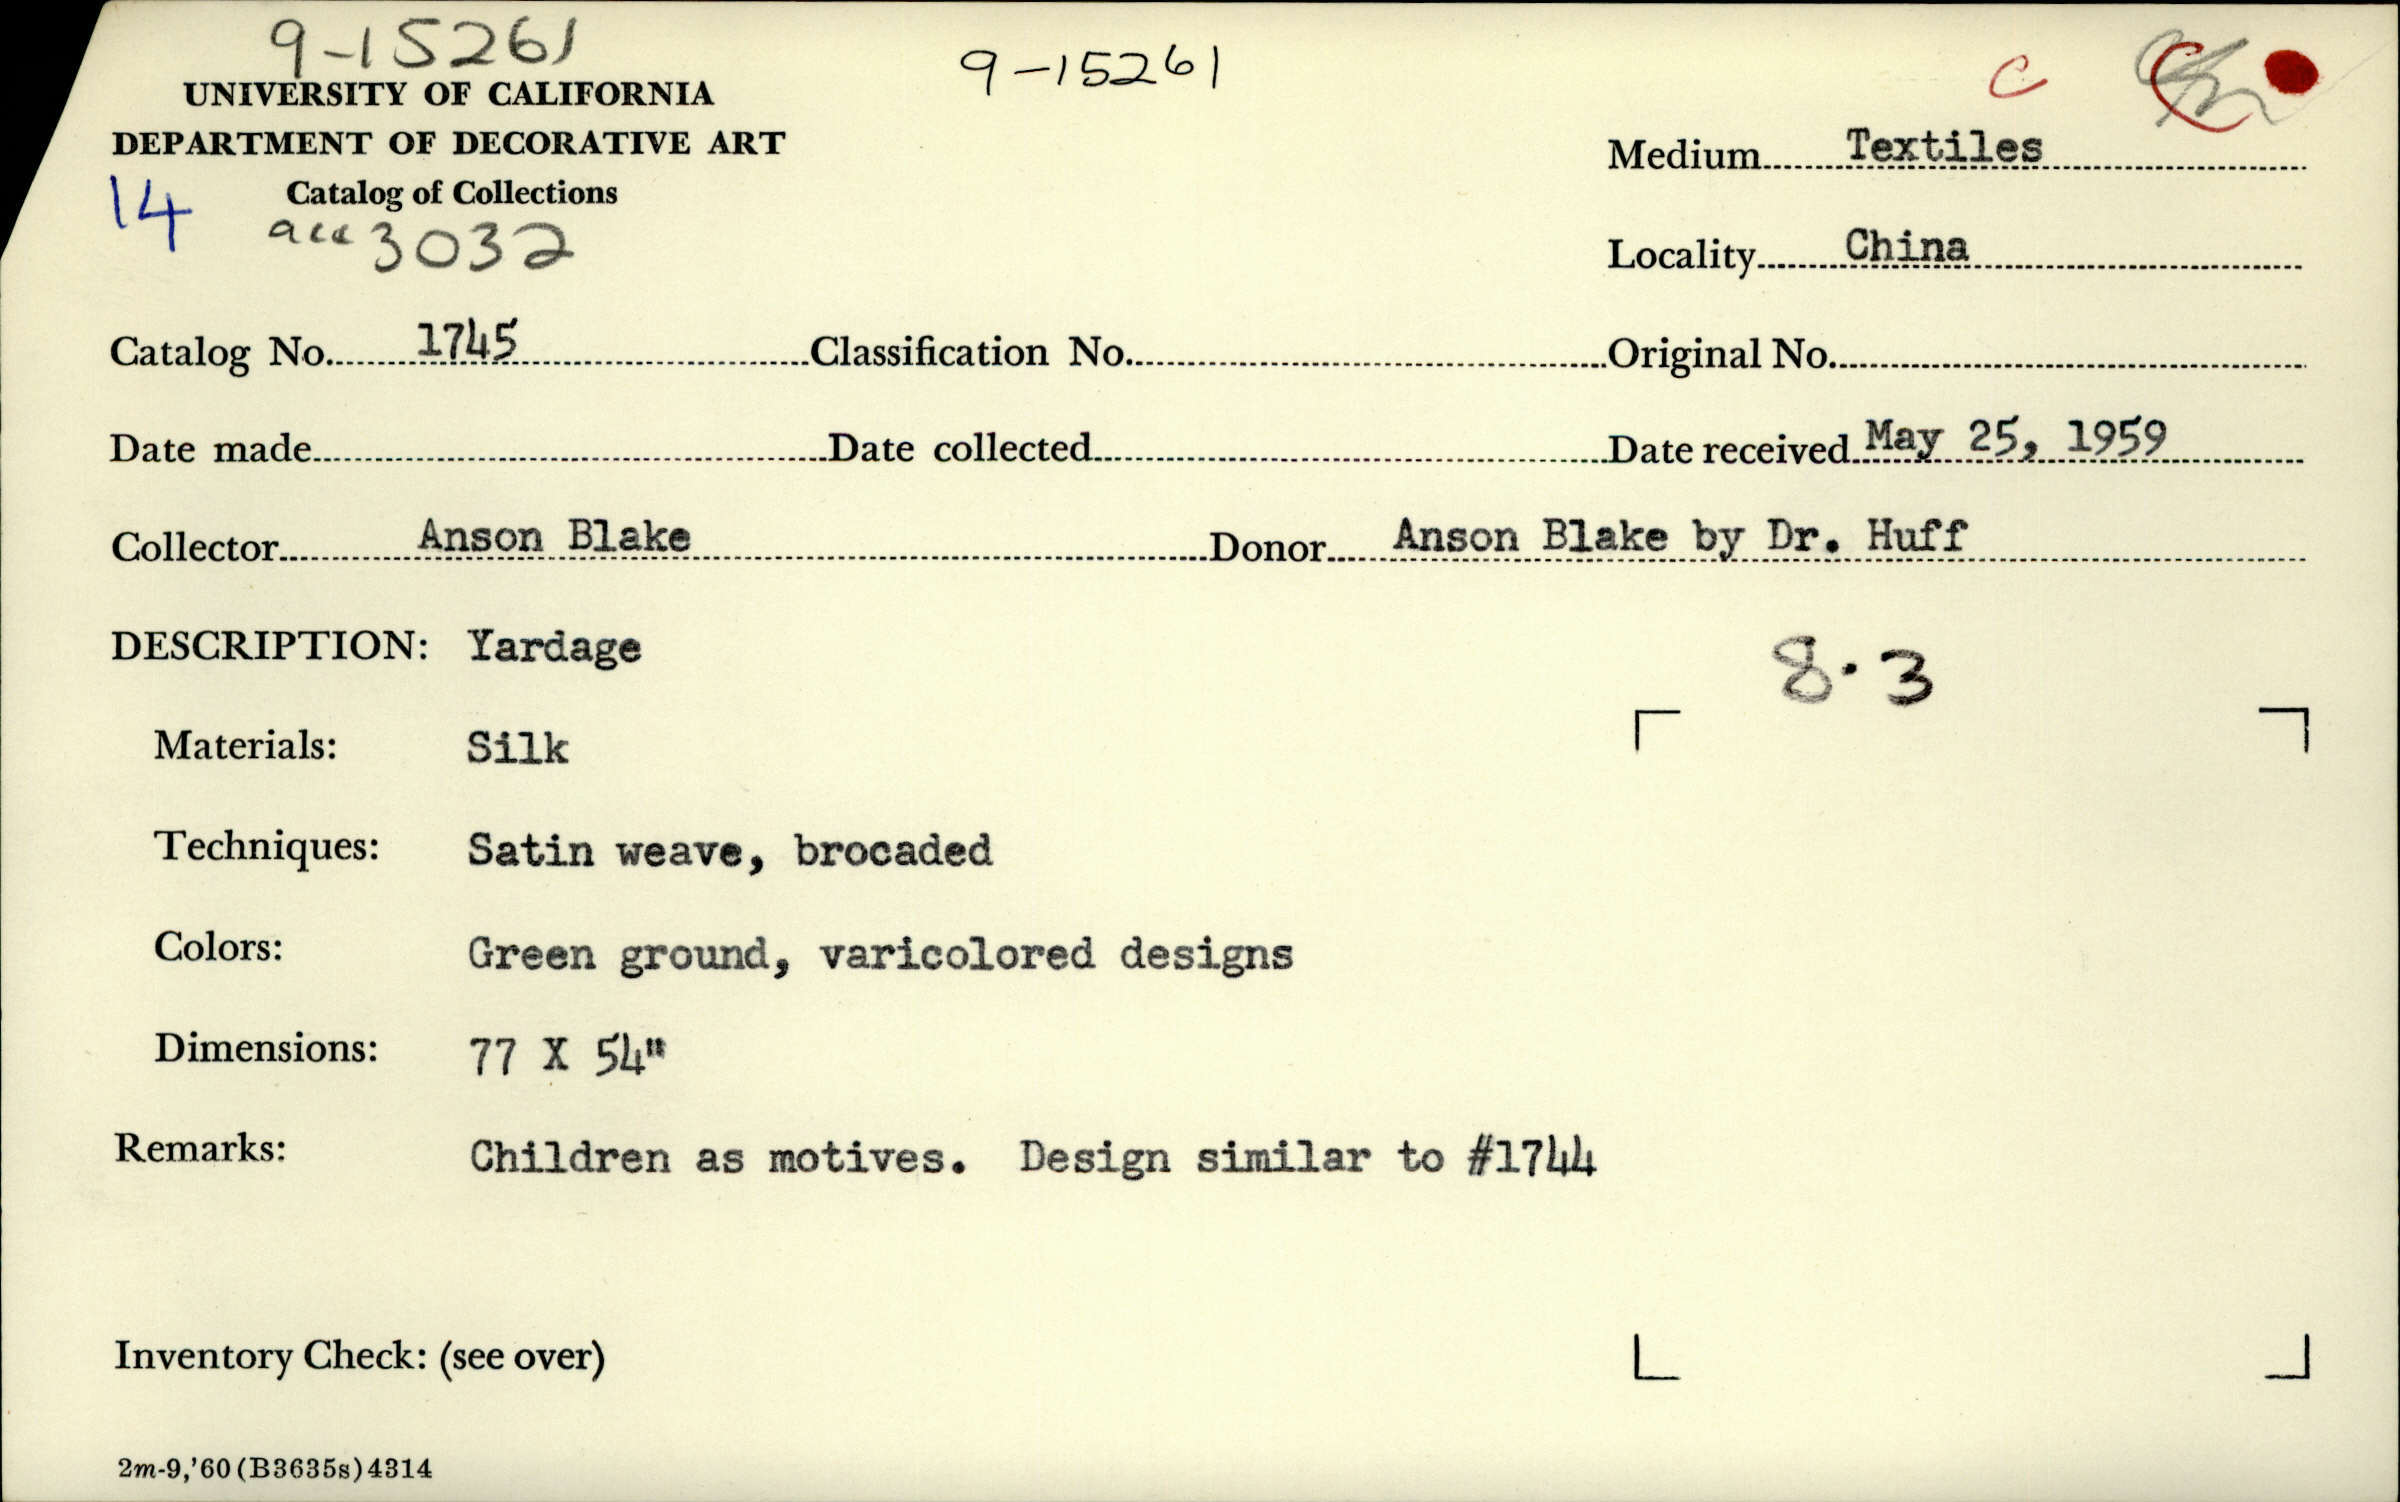 9-15261
9-15261
C
UNIVERSITY OF CALIFORNIA
DEPARTMENT OF DECORATIVE ART
Catalog of Collections
14
acc 3032
Medium Textiles
Locality China
Catalog No. 1745 Classification No. Original No.
Date made Date collected Date received May 25, 1959
Collector Anson Blake Donor Anson Blake by Dr. Huff
DESCRIPTION: Yardage
8.3
Materials: Silk
Techniques: Satin weave, brocaded
Colors: Green ground, varicolored designs
Dimensions: 77 X 54"
Remarks: Children as motives. Design similar to #1744
Inventory Check: (see over)
2m-9,'60(B3635s)4314